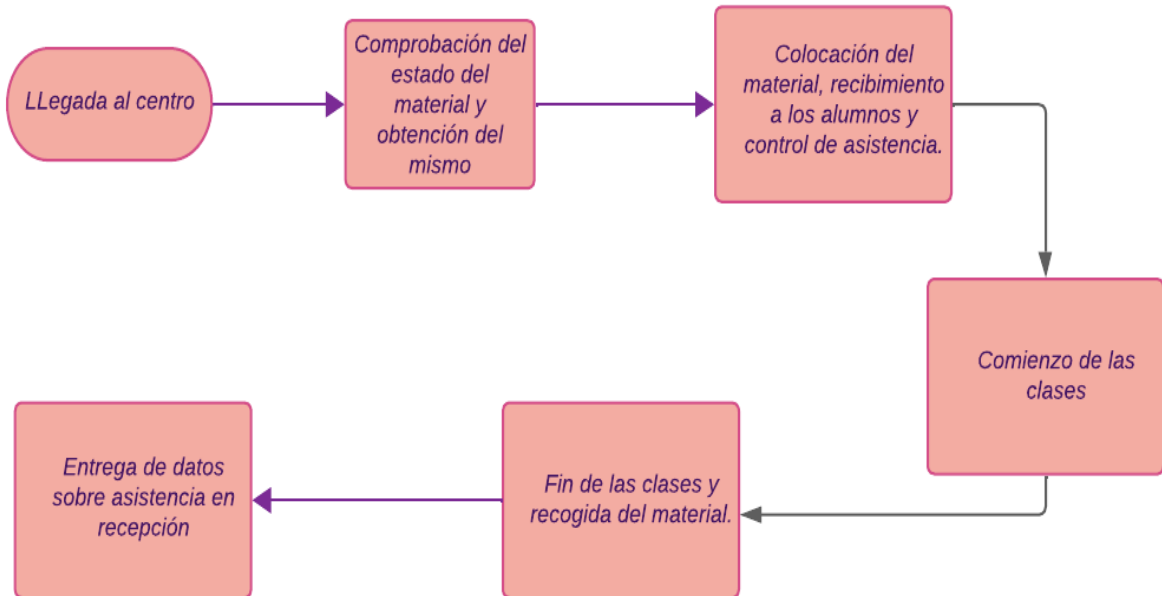 LLegada al centro
Comprobación del
estado del
material y
obtención del
mismo
Colocación del
material, recibimiento
a los alumnos y
control de asistencia.
Comienzo de las
clases
Fin de las clases y
recogida del material.
Entrega de datos
sobre asistencia en
recepción